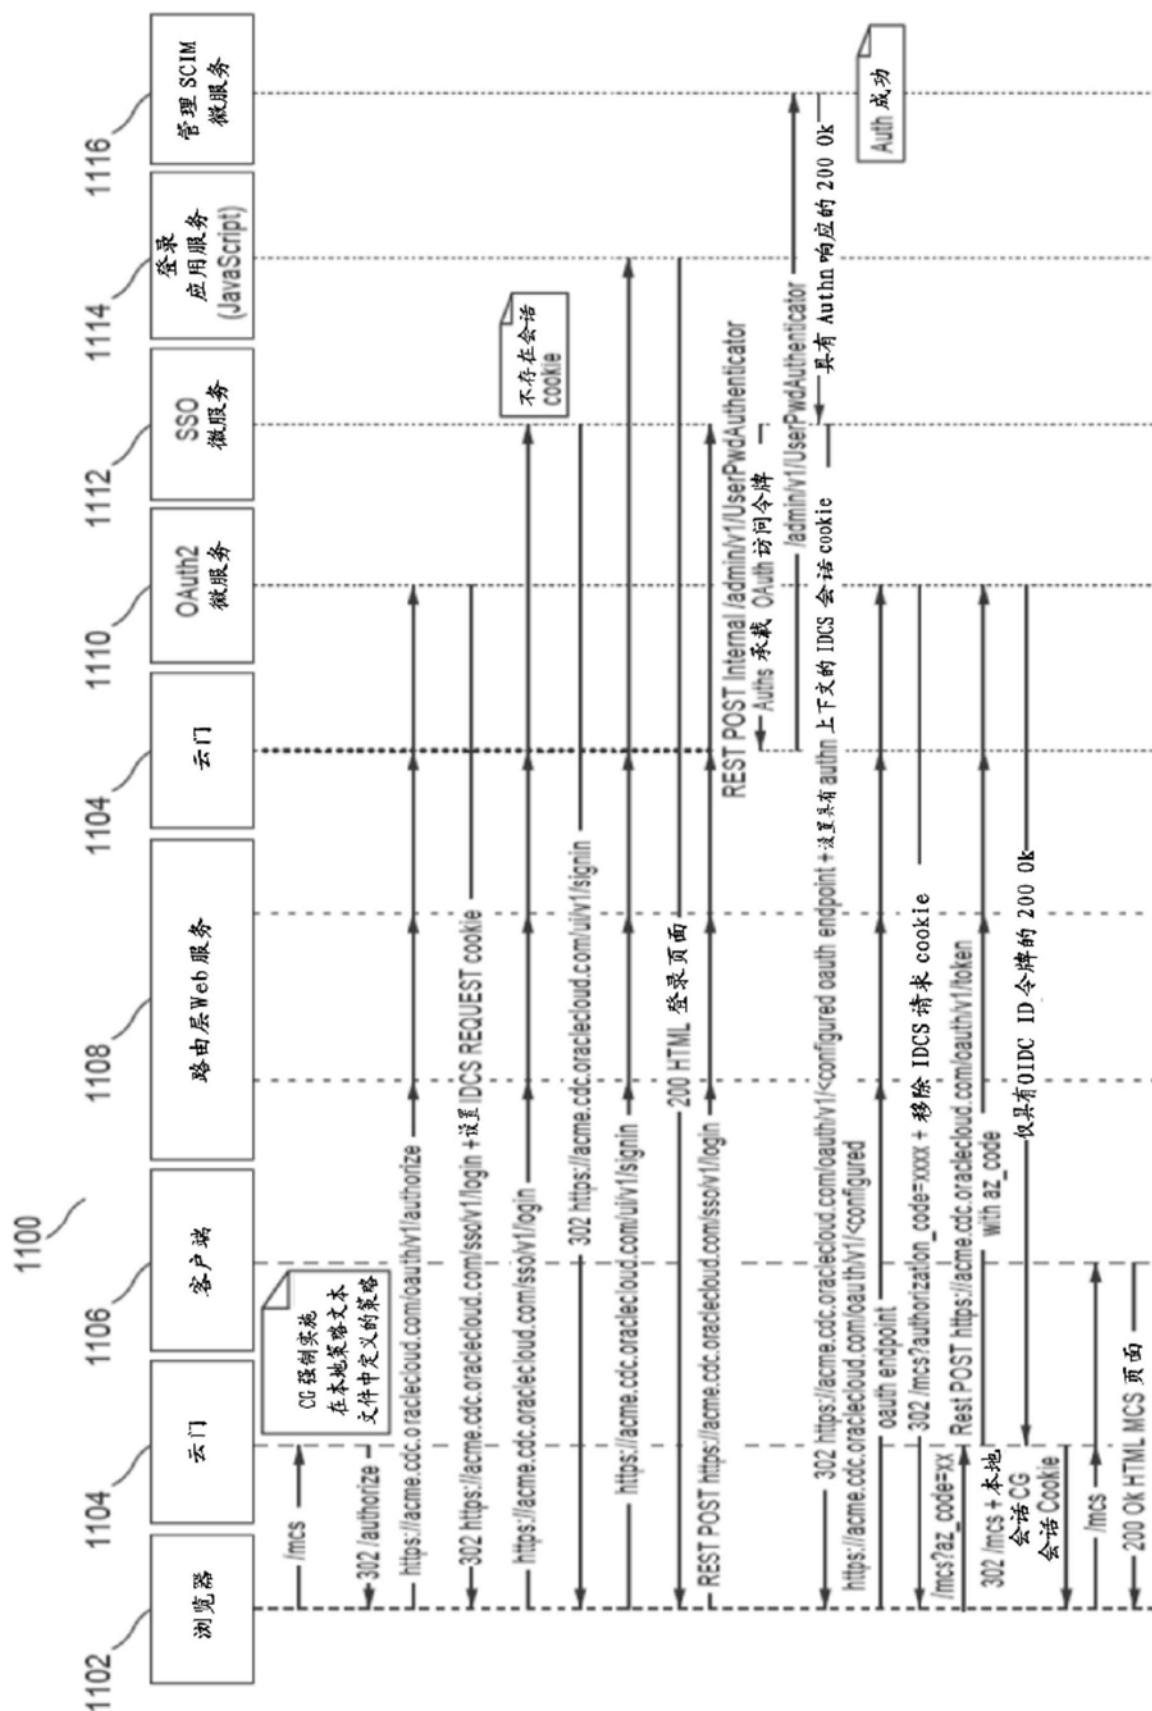 1100
1102
浏览器
1104
云门
1106
客户端
1108
路由层Web 服务
1104
云门
1110
OAuth2
微服务
1112
SSO
微服务
1114
登录
应用服务
(JavaScript)
1116
管理 SCIM
微服务
/mcs
CG 强制实施
在本地策略文本
文件中定义的策略
302 /authorize
https://acme.cdc.oraclecloud.com/oauth/v1/authorize
302 https://acme.cdc.oraclecloud.com/sso/v1/login +设置 IDCS REQUEST cookie
https://acme.cdc.oraclecloud.com/sso/v1/login
不存在会话
cookie
302 https://acme.cdc.oraclecloud.com/ui/v1/signin
https://acme.cdc.oraclecloud.com/ui/v1/signin
200 HTML 登录页面
REST POST https://acme.cdc.oraclecloud.com/sso/v1/login
REST POST Internal /admin/v1/UserPwdAuthenticator
Auths 承载 OAuth 访问令牌
/admin/v1/UserPwdAuthenticator
具有 Authn 响应的 200 Ok
Auth 成功
302 https://acme.cdc.oraclecloud.com/oauth/v1/<configured oauth endpoint +设置具有 authn 上下文的 IDCS 会话 cookie
https://acme.cdc.oraclecloud.com/oauth/v1/<configured
oauth endpoint
302 /mcs?authorization_code=xxxx + 移除 IDCS 请求 cookie
/mcs?az_code=xx
Rest POST https://acme.cdc.oraclecloud.com/oauth/v1/token
with az_code
302 /mcs + 本地
会话 CG
会话 Cookie
仅具有OIDC ID 令牌的 200 Ok
/mcs
200 Ok HTML MCS 页面